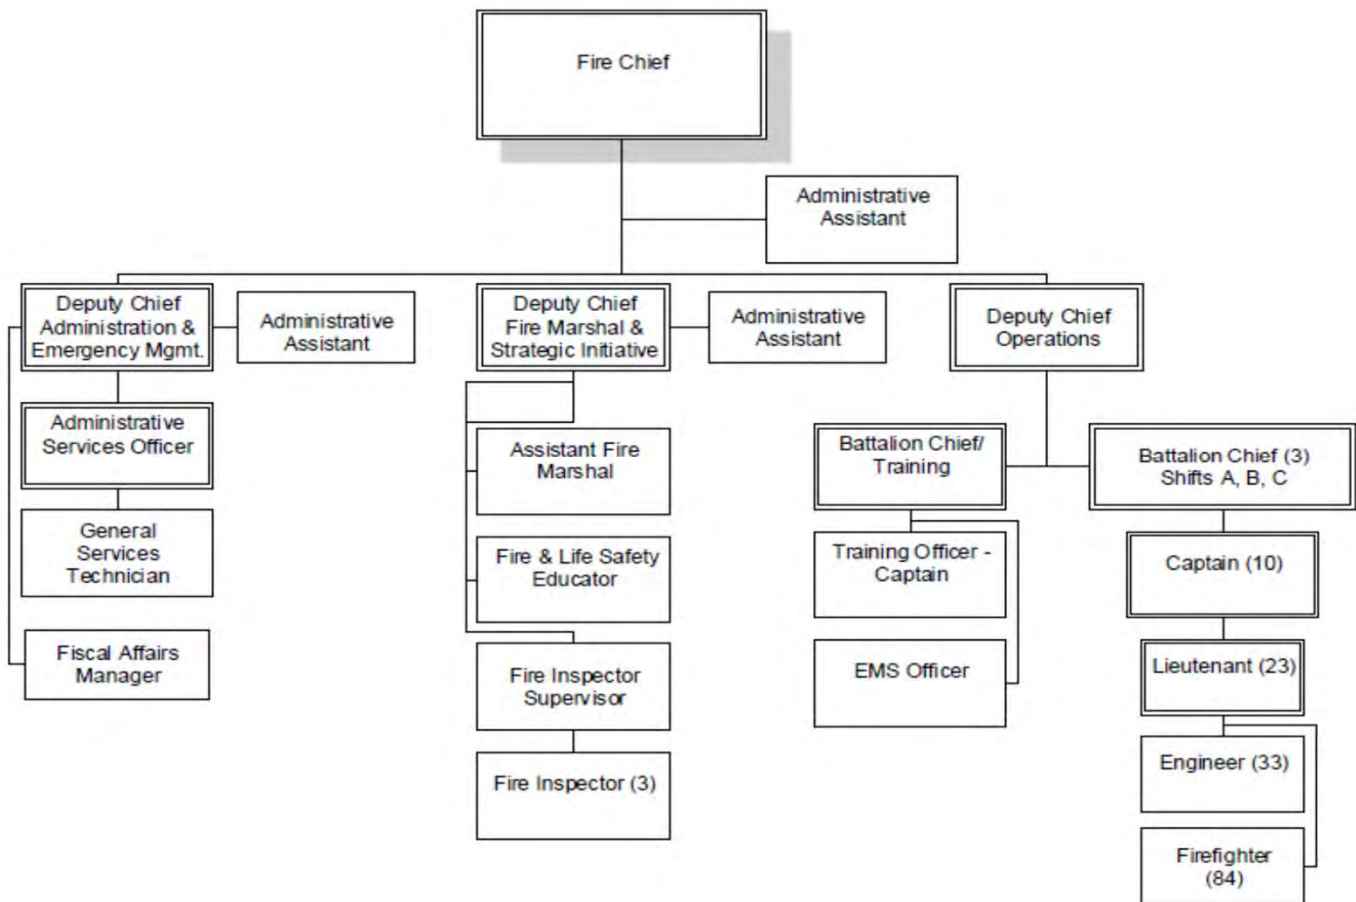 Fire Chief
Administrative
Assistant
Deputy Chief
Administration &
Emergency Mgmt.
Administrative
Assistant
Deputy Chief
Fire Marshal &
Strategic Initiative
Administrative
Assistant
Deputy Chief
Operations
Administrative
Services Officer
General
Services
Technician
Fiscal Affairs
Manager
Assistant Fire
Marshal
Fire & Life Safety
Educator
Fire Inspector
Supervisor
Fire Inspector (3)
Battalion Chief/
Training
Training Officer -
Captain
EMS Officer
Battalion Chief (3)
Shifts A, B, C
Captain (10)
Lieutenant (23)
Engineer (33)
Firefighter
(84)